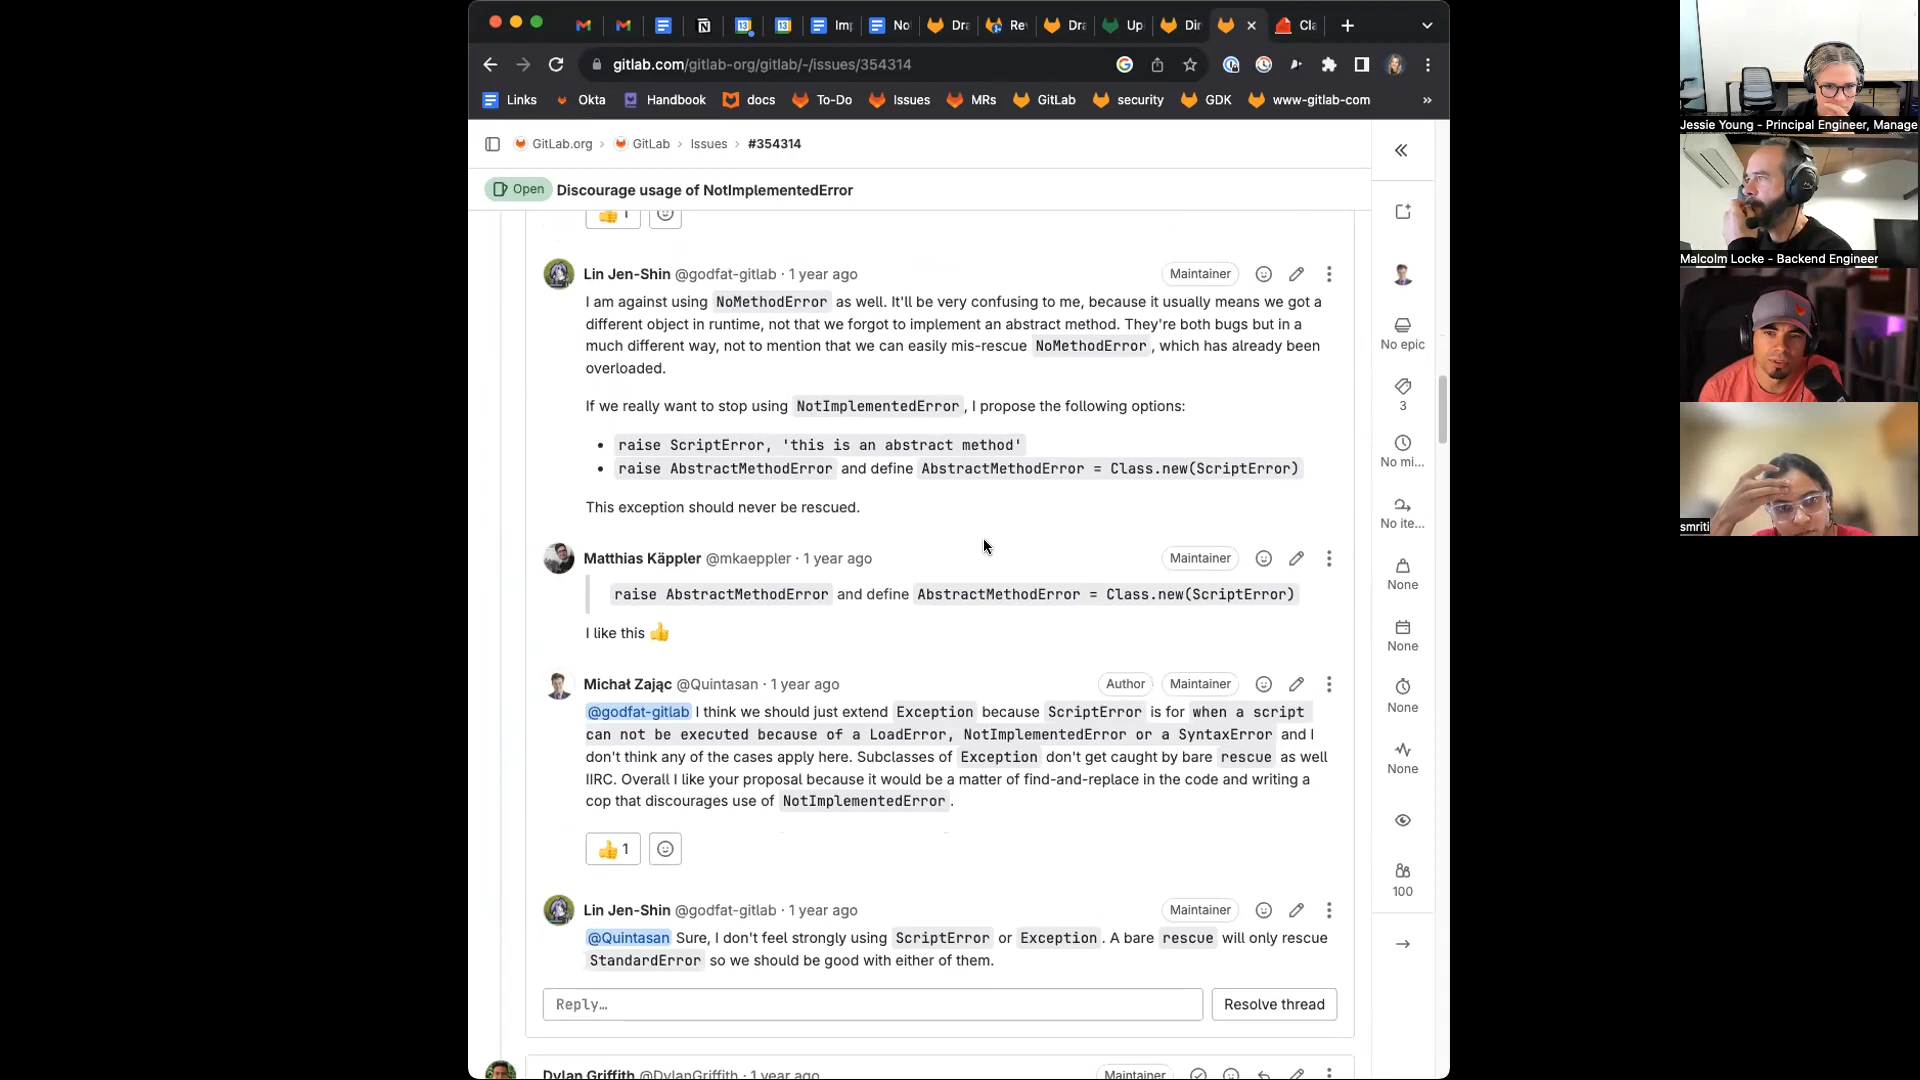 Imp
No
Dra
Re
Dra
Up
Dir
Cla
gitlab.com/gitlab-org/gitlab/-/issues/354314
Links
Okta
Handbook
docs
To-Do
Issues
MRs
GitLab
security
GDK
www-gitlab-com
»
GitLab.org › GitLab › Issues › #354314
Open Discourage usage of NotImplementedError
1
Lin Jen-Shin @godfat-gitlab · 1 year ago Maintainer
I am against using NoMethodError as well. It'll be very confusing to me, because it usually means we got a
different object in runtime, not that we forgot to implement an abstract method. They're both bugs but in a
much different way, not to mention that we can easily mis-rescue NoMethodError, which has already been
overloaded.
If we really want to stop using NotImplementedError, I propose the following options:
• raise ScriptError, 'this is an abstract method'
• raise AbstractMethodError and define AbstractMethodError = Class.new(ScriptError)
This exception should never be rescued.
Matthias Käppler @mkaeppler · 1 year ago Maintainer
raise AbstractMethodError and define AbstractMethodError = Class.new(ScriptError)
I like this 👍
Michał Zając @Quintasan · 1 year ago Author Maintainer
@godfat-gitlab I think we should just extend Exception because ScriptError is for when a script
can not be executed because of a LoadError, NotImplementedError or a SyntaxError and I
don't think any of the cases apply here. Subclasses of Exception don't get caught by bare rescue as well
IIRC. Overall I like your proposal because it would be a matter of find-and-replace in the code and writing a
cop that discourages use of NotImplementedError.
👍 1
Lin Jen-Shin @godfat-gitlab · 1 year ago Maintainer
@Quintasan Sure, I don't feel strongly using ScriptError or Exception. A bare rescue will only rescue
StandardError so we should be good with either of them.
Reply…
Resolve thread
Dylan Griffith @DylanGriffith · 1 year ago Maintainer
No epic
3
No mi...
No ite...
None
None
None
None
100
Jessie Young - Principal Engineer, Manage
Malcolm Locke - Backend Engineer
smriti